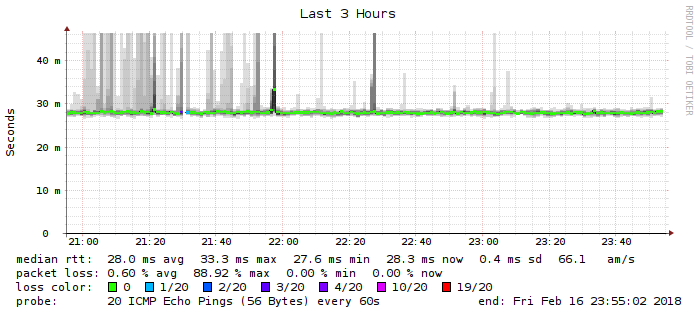 Last 3 Hours
RRDTOOL / TOBI OETIKER
Seconds
40 m
30 m
20 m
10 m
0
21:00 21:20 21:40 22:00 22:20 22:40 23:00 23:20 23:40
median rtt: 28.0 ms avg 33.3 ms max 27.6 ms min 28.3 ms now 0.4 ms sd 66.1 am/s
packet loss: 0.60 % avg 88.92 % max 0.00 % min 0.00 % now
loss color: 0 1/20 2/20 3/20 4/20 10/20 19/20
probe: 20 ICMP Echo Pings (56 Bytes) every 60s end: Fri Feb 16 23:55:02 2018